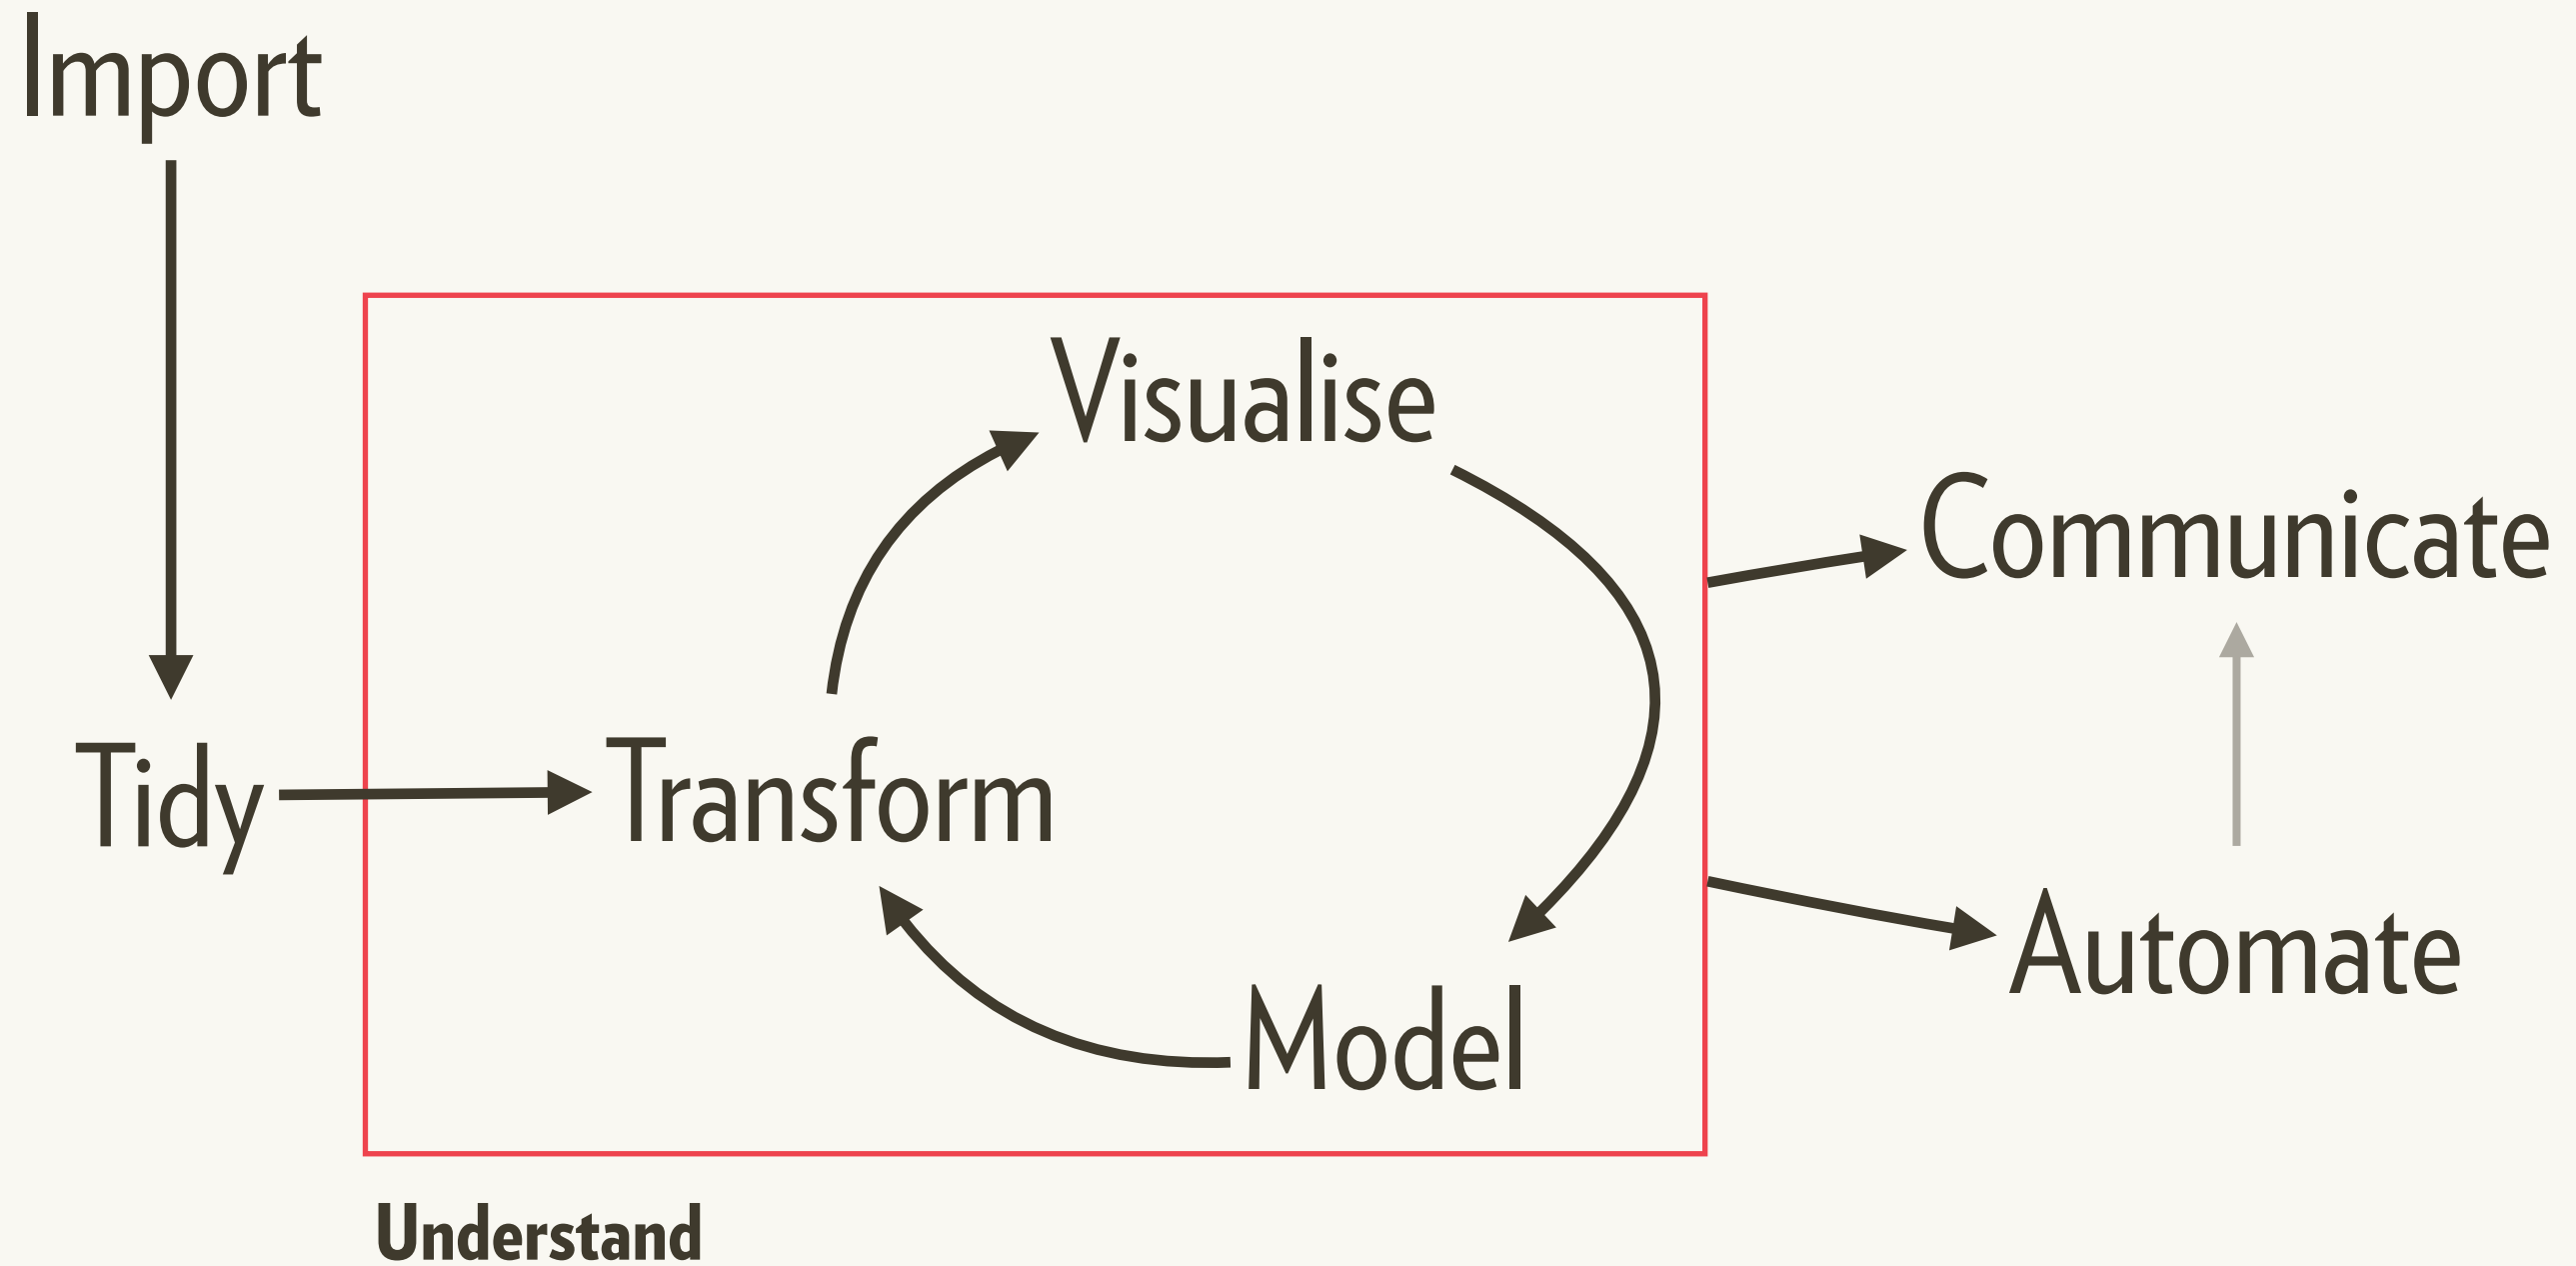 Import
Visualise
Communicate
Tidy
Transform
Automate
Model
Understand